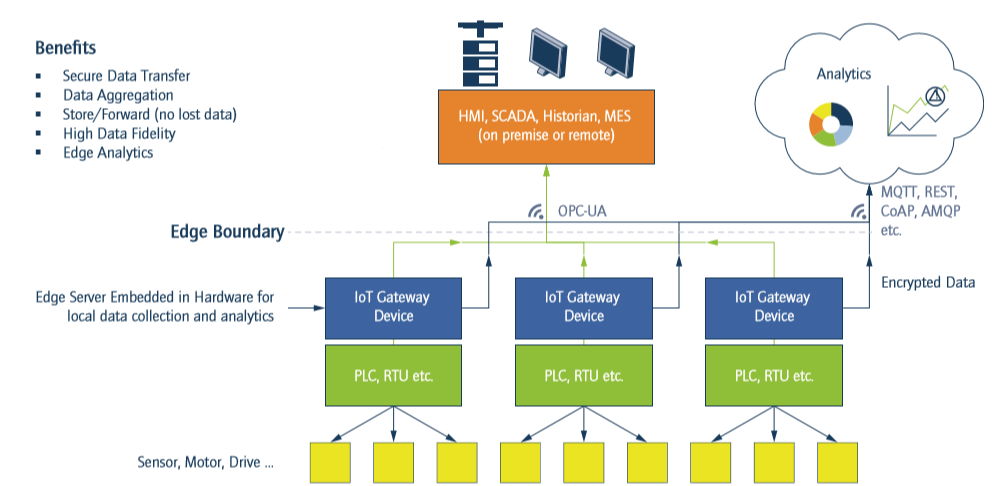 Benefits
▪ Secure Data Transfer
▪ Data Aggregation
▪ Store/Forward (no lost data)
▪ High Data Fidelity
▪ Edge Analytics
HMI, SCADA, Historian, MES
(on premise or remote)
Analytics
MQTT, REST,
CoAP, AMQP
etc.
OPC-UA
Edge Boundary
Encrypted Data
Edge Server Embedded in Hardware for
local data collection and analytics
IoT Gateway
Device
IoT Gateway
Device
IoT Gateway
Device
PLC, RTU etc.
PLC, RTU etc.
PLC, RTU etc.
Sensor, Motor, Drive ...